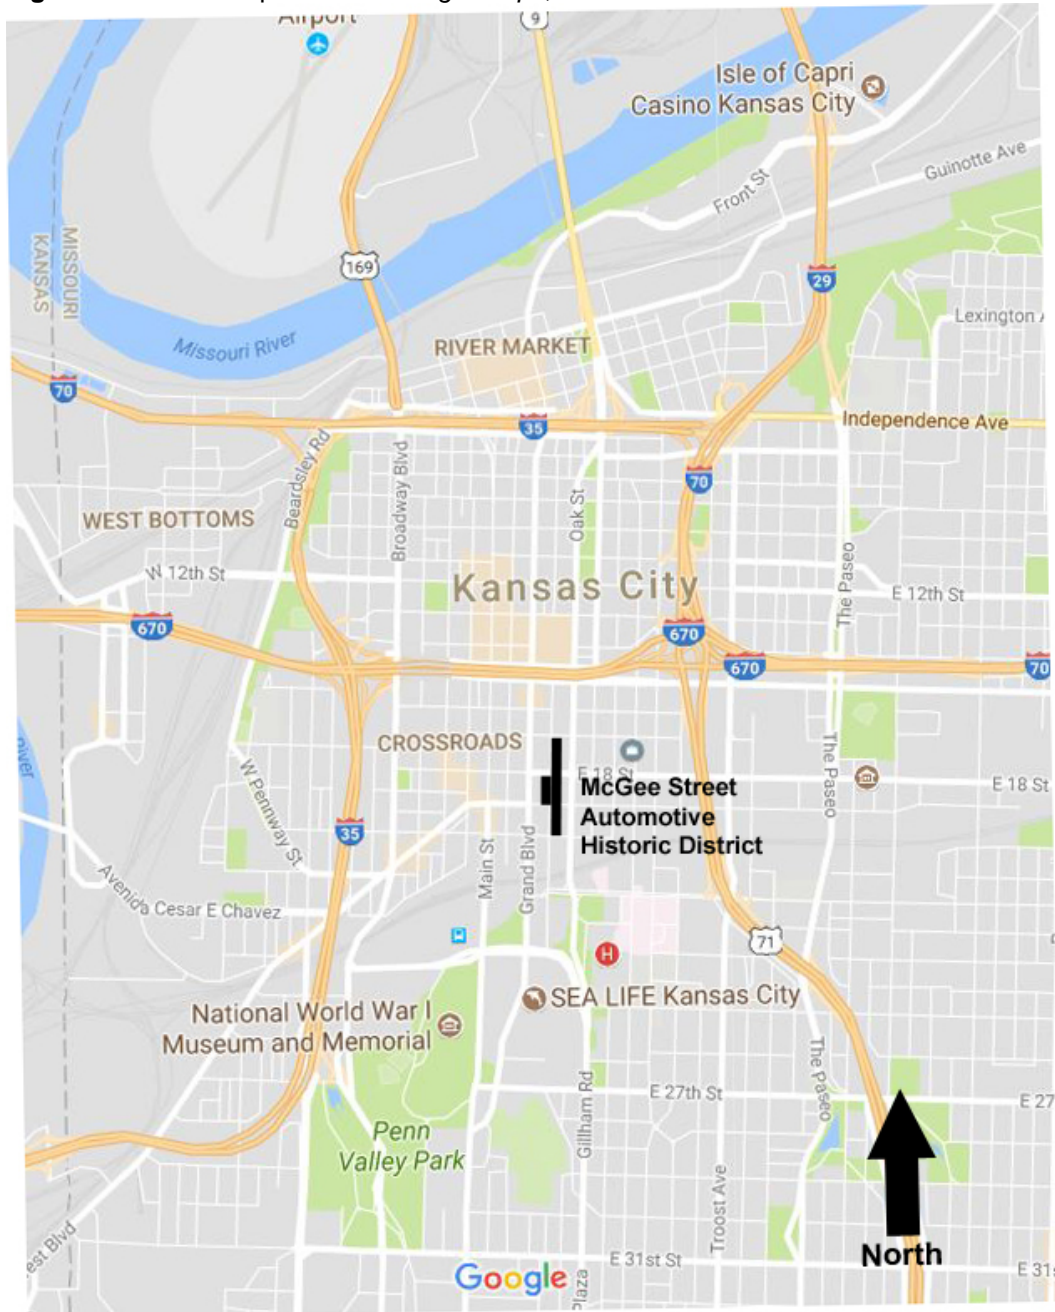 Airport
9
Isle of Capri
Casino Kansas City
Guinotte Ave
Front St
MISSOURI
KANSAS
169
29
Lexington
Missouri River
RIVER MARKET
70
35
Independence Ave
Beardsley Rd
Broadway Blvd
70
Oak St
WEST BOTTOMS
W 12th St
Kansas City
The Paseo
E 12th St
670
670
670
70
CROSSROADS
E 18 St
McGee Street
Automotive
Historic District
The Paseo
E 18 St
River
W Pennway St
35
Main St
Grand Blvd
Avenida Cesar E Chavez
71
H
SEA LIFE Kansas City
National World War I
Museum and Memorial
The Paseo
Gillham Rd
E 27th St
E 27
Penn
Valley Park
Troost Ave
North
E 31st St
E 31
Google
Plaza